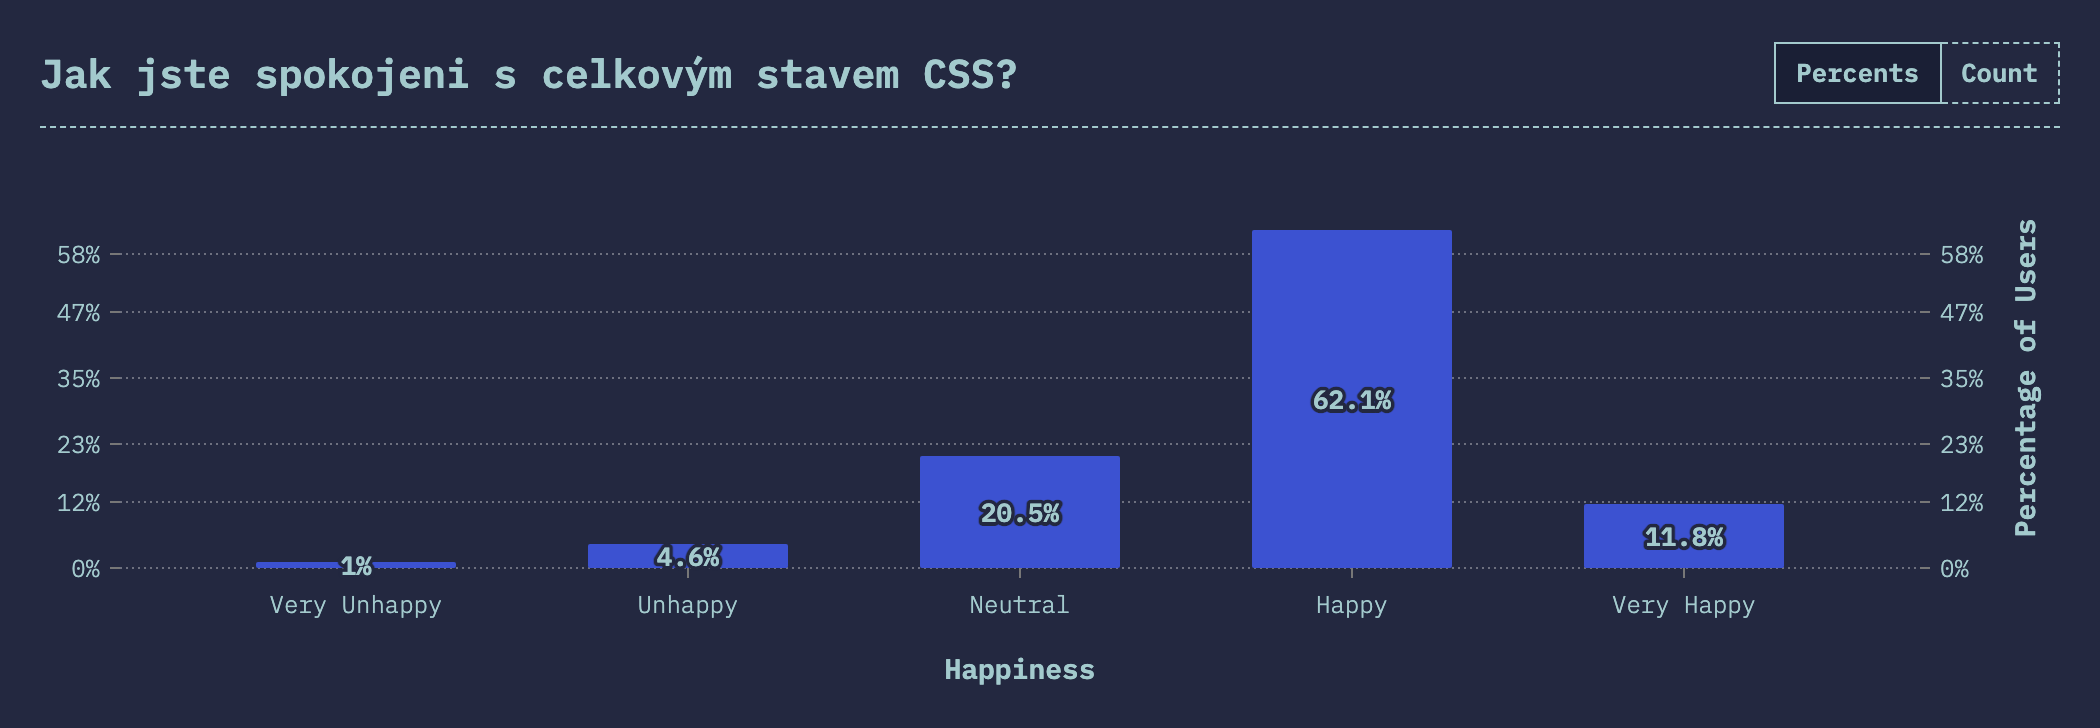 Jak jste spokojeni s celkovým stavem CSS?
Percents
Count
58%
47%
35%
23%
12%
0%
1%
4.6%
20.5%
62.1%
11.8%
58%
47%
35%
23%
12%
0%
Percentage of Users
Very Unhappy
Unhappy
Neutral
Happy
Very Happy
Happiness